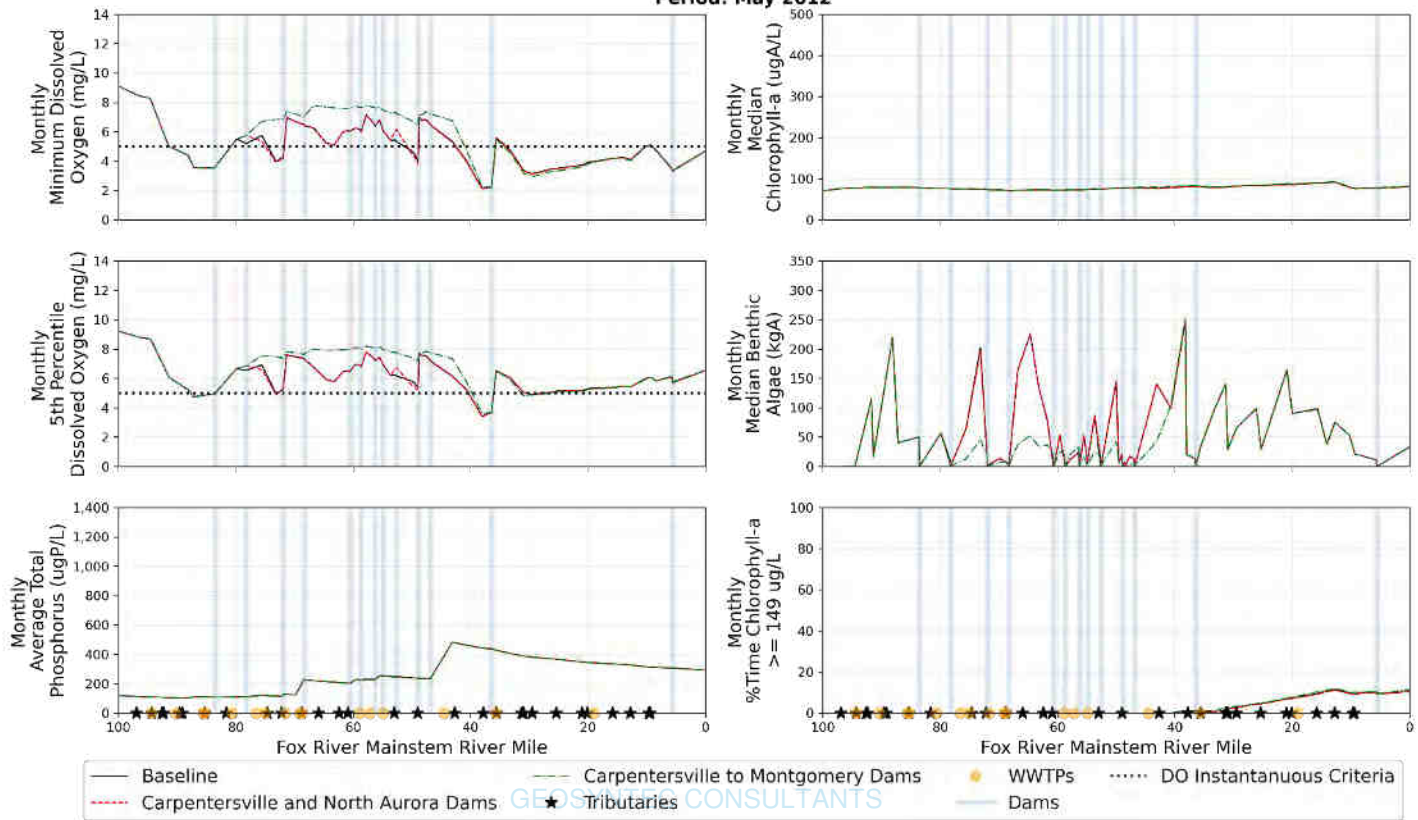 Period: May 2012
Monthly
Minimum Dissolved
Oxygen (mg/L)
14
12
10
8
6
4
2
0
Monthly
Median
Chlorophyll-a (ugA/L)
500
400
300
200
100
0
Monthly
5th Percentile
Dissolved Oxygen (mg/L)
14
12
10
8
6
4
2
0
Monthly
Median Benthic
Algae (kgA)
350
300
250
200
150
100
50
0
Monthly
Average Total
Phosphorus (ugP/L)
1,400
1,200
1,000
800
600
400
200
0
100 80 60 40 20 0
Fox River Mainstem River Mile
Monthly
%Time Chlorophyll-a
>= 149 ug/L
100
80
60
40
20
0
100 80 60 40 20 0
Fox River Mainstem River Mile
Baseline
Carpentersville and North Aurora Dams
Carpentersville to Montgomery Dams
Tributaries
WWTPs
Dams
DO Instantanuous Criteria
GEOSYNTEC CONSULTANTS